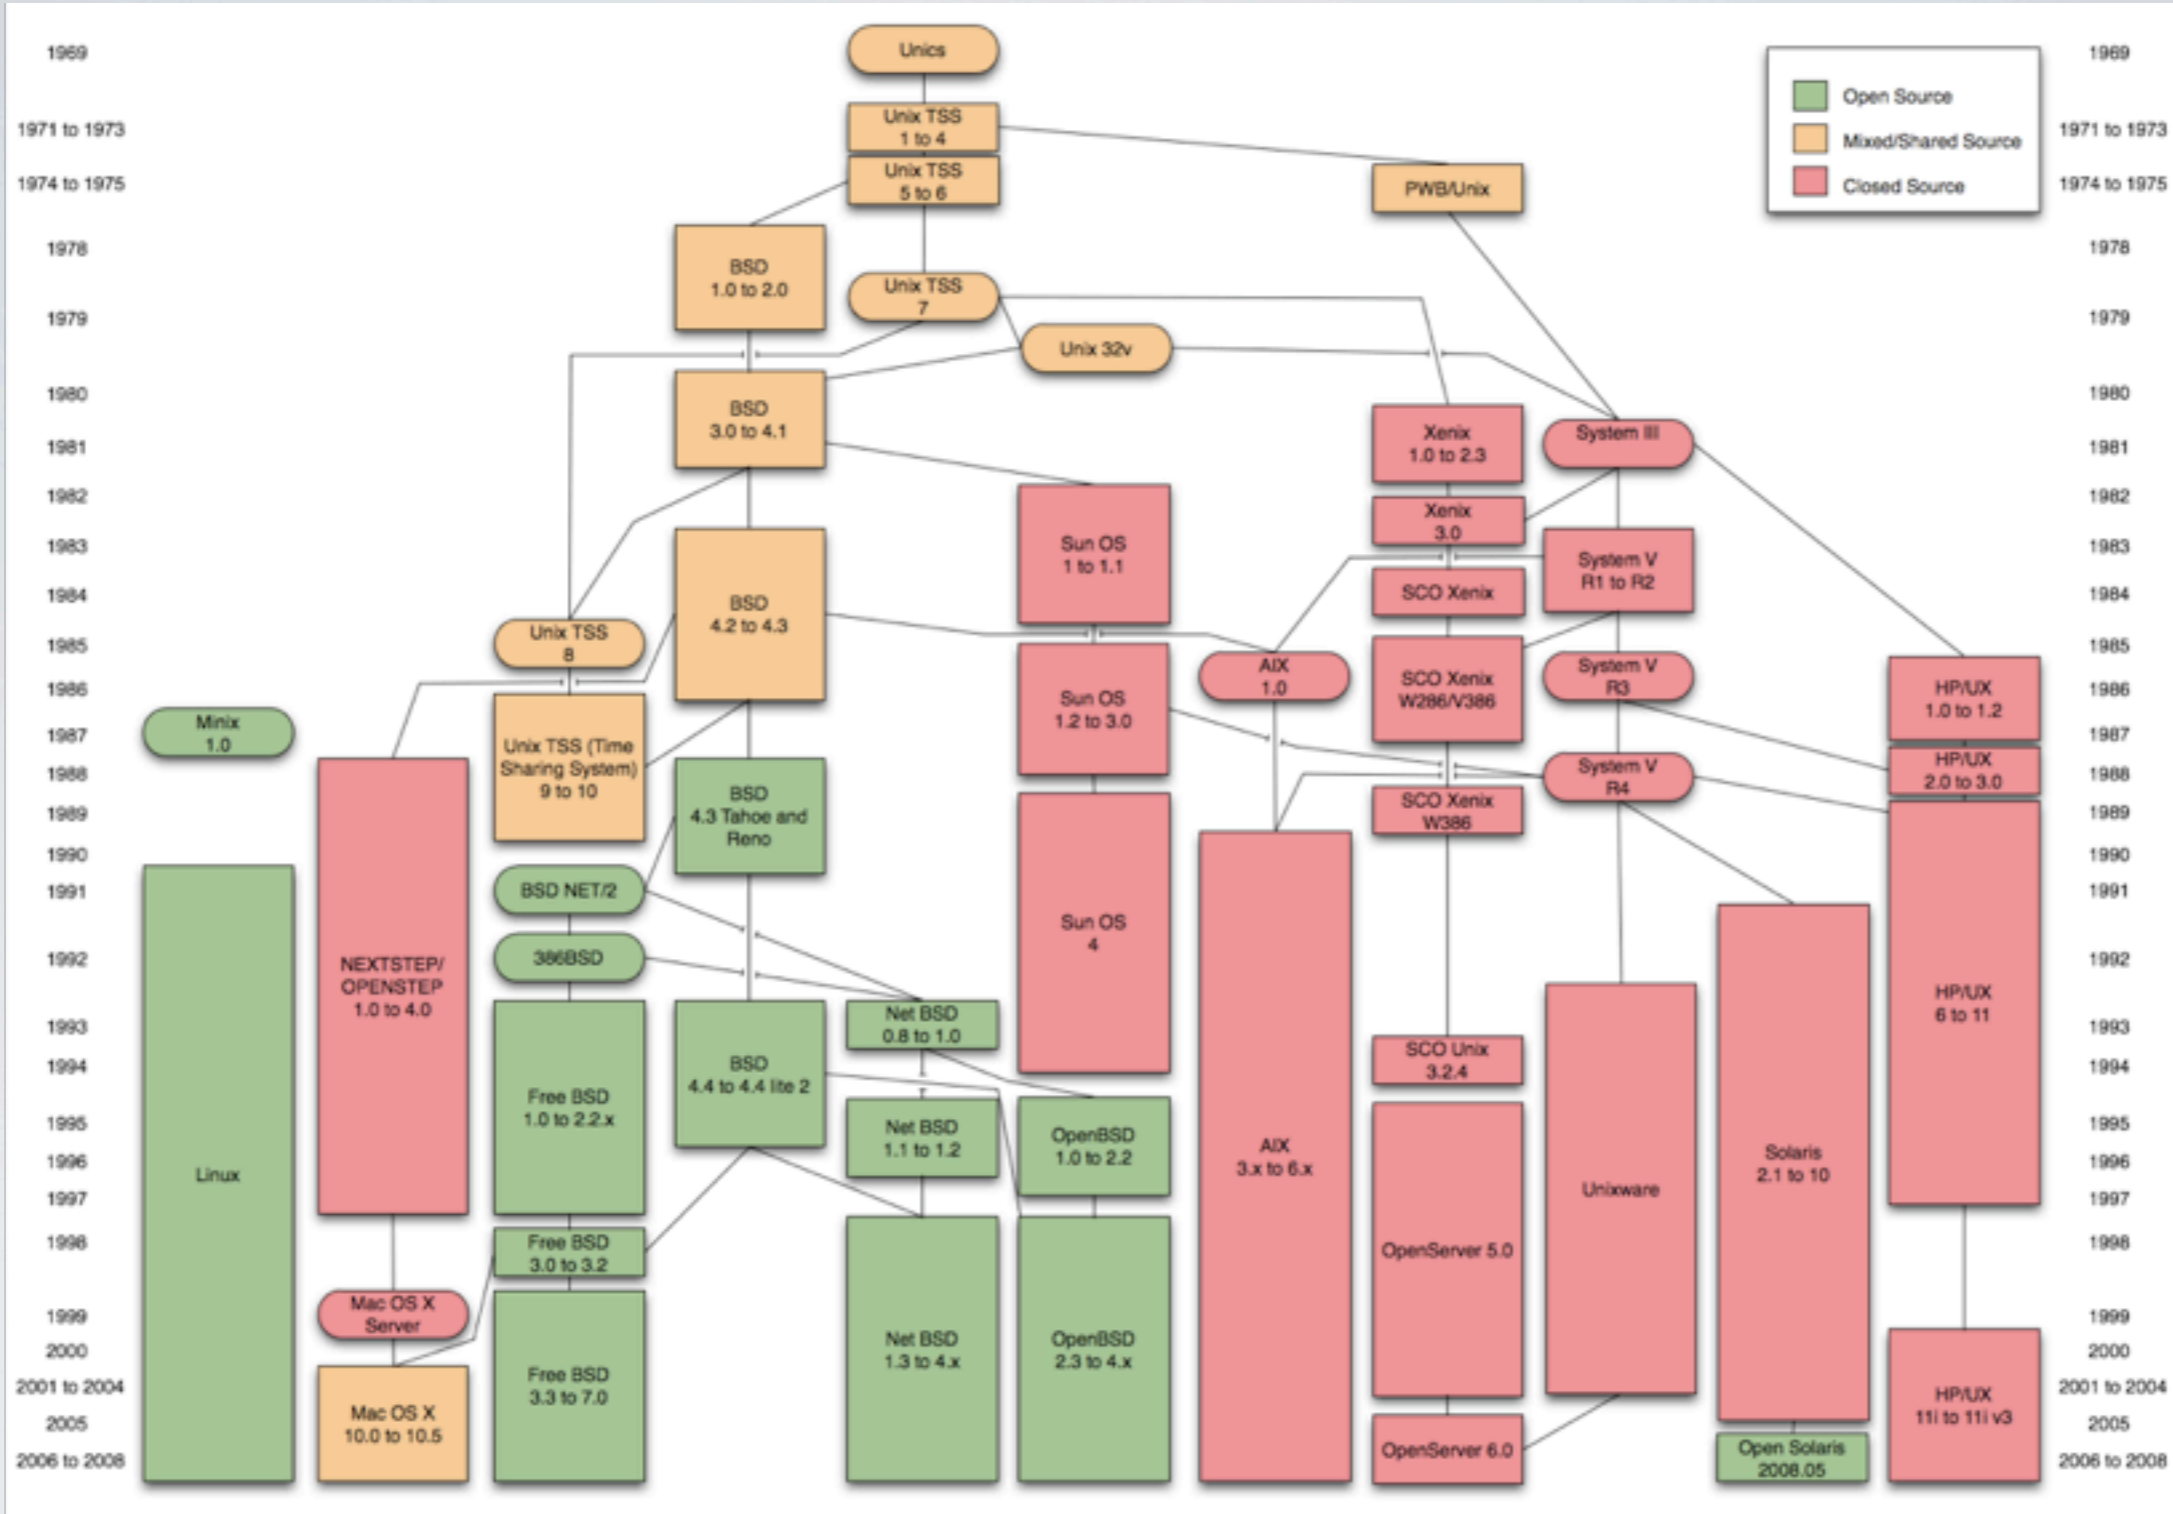 1969
Unics
1969
Open Source
Mixed/Shared Source
Closed Source
1971 to 1973
Unix TSS
1 to 4
1971 to 1973
1974 to 1975
Unix TSS
5 to 6
PWB/Unix
1974 to 1975
1978
BSD
1.0 to 2.0
Unix TSS
7
1978
1979
Unix 32v
1979
1980
BSD
3.0 to 4.1
1980
1981
Xenix
1.0 to 2.3
System III
1981
1982
Xenix
3.0
1982
1983
Sun OS
1 to 1.1
System V
R1 to R2
1983
1984
BSD
4.2 to 4.3
SCO Xenix
1984
1985
Unix TSS
8
AIX
1.0
SCO Xenix
W286/V386
System V
R3
1985
1986
Sun OS
1.2 to 3.0
HP/UX
1.0 to 1.2
1986
Minix
1.0
1987
1987
Unix TSS (Time
Sharing System)
9 to 10
1988
System V
R4
HP/UX
2.0 to 3.0
1988
BSD
4.3 Tahoe and
Reno
SCO Xenix
W386
1989
1989
1990
1990
1991
BSD NET/2
Sun OS
4
1991
1992
386BSD
1992
NEXTSTEP/
OPENSTEP
1.0 to 4.0
HP/UX
6 to 11
1993
Net BSD
0.8 to 1.0
1993
1994
BSD
4.4 to 4.4 lite 2
SCO Unix
3.2.4
1994
Free BSD
1.0 to 2.2.x
1995
Net BSD
1.1 to 1.2
OpenBSD
1.0 to 2.2
1995
1996
Linux
AIX
3.x to 6.x
Solaris
2.1 to 10
1996
1997
Unixware
1997
1998
Free BSD
3.0 to 3.2
OpenServer 5.0
1998
1999
Mac OS X
Server
1999
2000
Net BSD
1.3 to 4.x
OpenBSD
2.3 to 4.x
2000
2001 to 2004
Free BSD
3.3 to 7.0
2001 to 2004
2005
Mac OS X
10.0 to 10.5
HP/UX
11i to 11i v3
2005
2006 to 2008
OpenServer 6.0
Open Solaris
2008.05
2006 to 2008